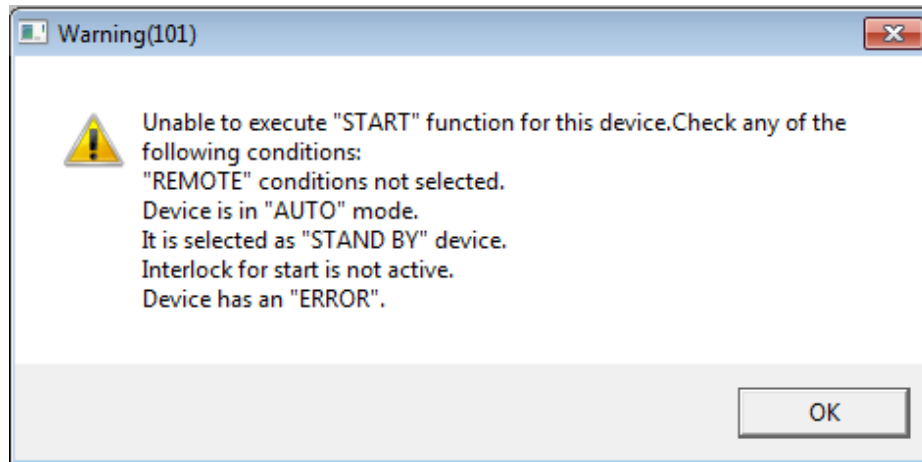 Warning(101)
Unable to execute "START" function for this device.Check any of the
following conditions:
"REMOTE" conditions not selected.
Device is in "AUTO" mode.
It is selected as "STAND BY" device.
Interlock for start is not active.
Device has an "ERROR".
OK